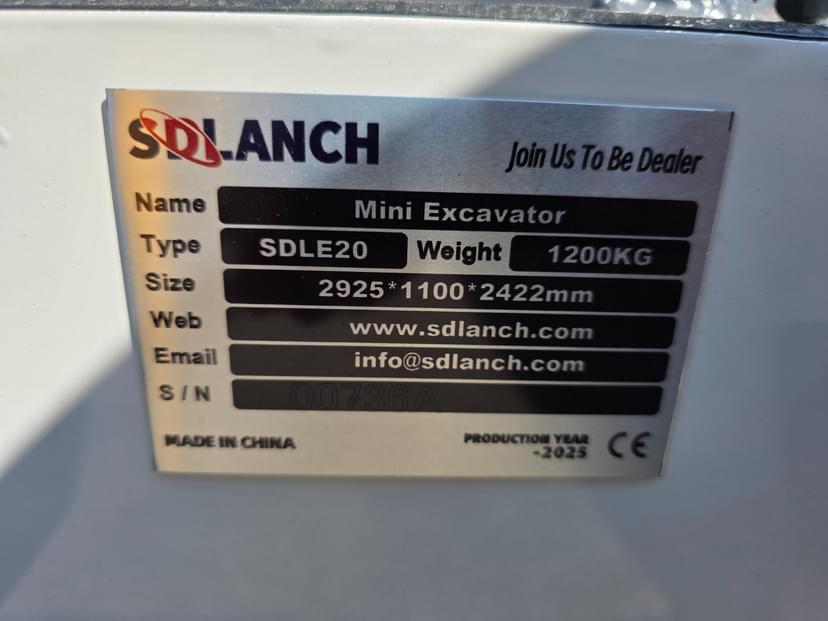 SDLANCH
Join Us To Be Dealer
Name Mini Excavator
Type SDLE20 Weight 1200KG
Size 2925*1100*2422mm
Web www.sdlanch.com
Email info@sdlanch.com
S/N 00736A
MADE IN CHINA
PRODUCTION YEAR
-2025
CE